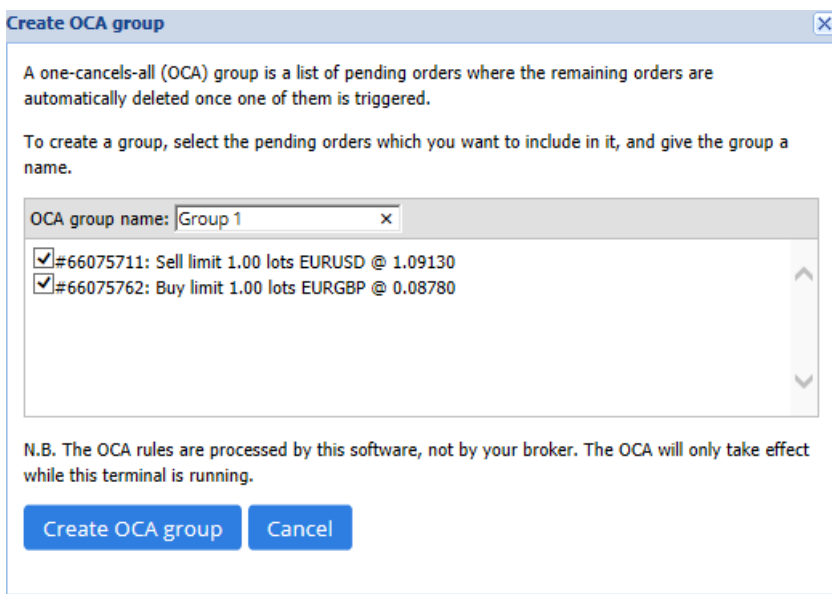 Create OCA group
A one-cancels-all (OCA) group is a list of pending orders where the remaining orders are
automatically deleted once one of them is triggered.
To create a group, select the pending orders which you want to include in it, and give the group a
name.
OCA group name: Group 1
#66075711: Sell limit 1.00 lots EURUSD @ 1.09130
#66075762: Buy limit 1.00 lots EURGBP @ 0.08780
N.B. The OCA rules are processed by this software, not by your broker. The OCA will only take effect
while this terminal is running.
Create OCA group Cancel